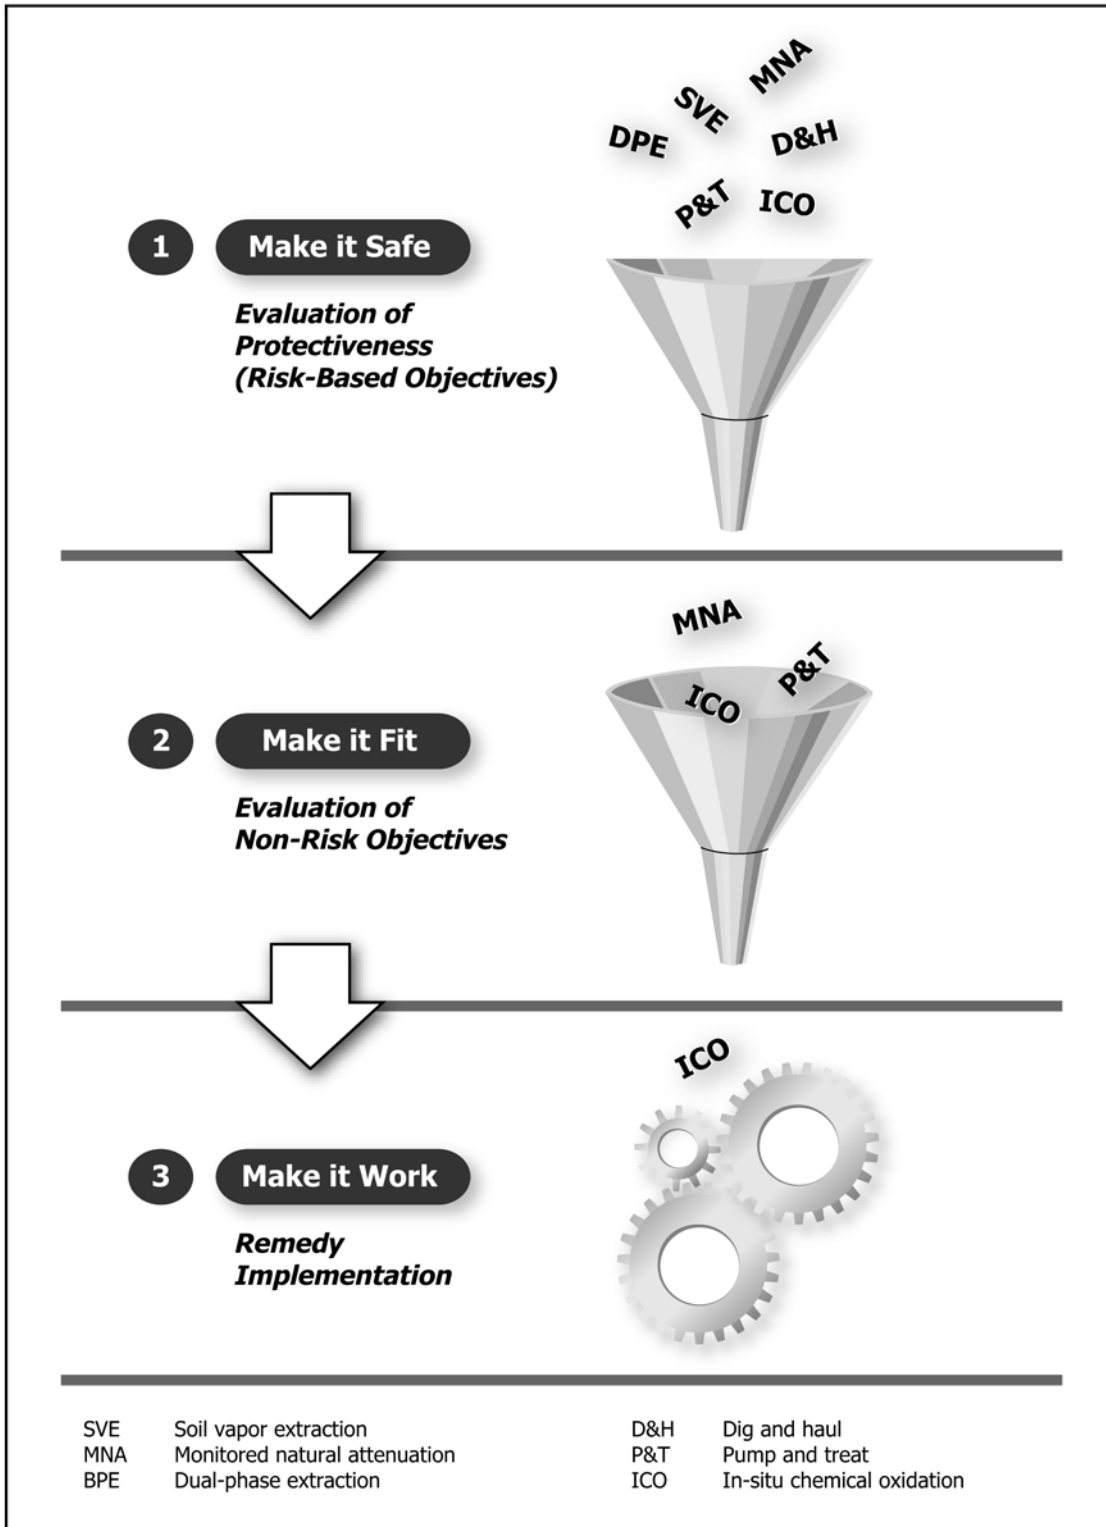 MNA
SVE
DPE
D&H
P&T
ICO
1 Make it Safe
Evaluation of
Protectiveness
(Risk-Based Objectives)
MNA
P&T
ICO
2 Make it Fit
Evaluation of
Non-Risk Objectives
ICO
3 Make it Work
Remedy
Implementation
SVE Soil vapor extraction
MNA Monitored natural attenuation
BPE Dual-phase extraction
D&H Dig and haul
P&T Pump and treat
ICO In-situ chemical oxidation